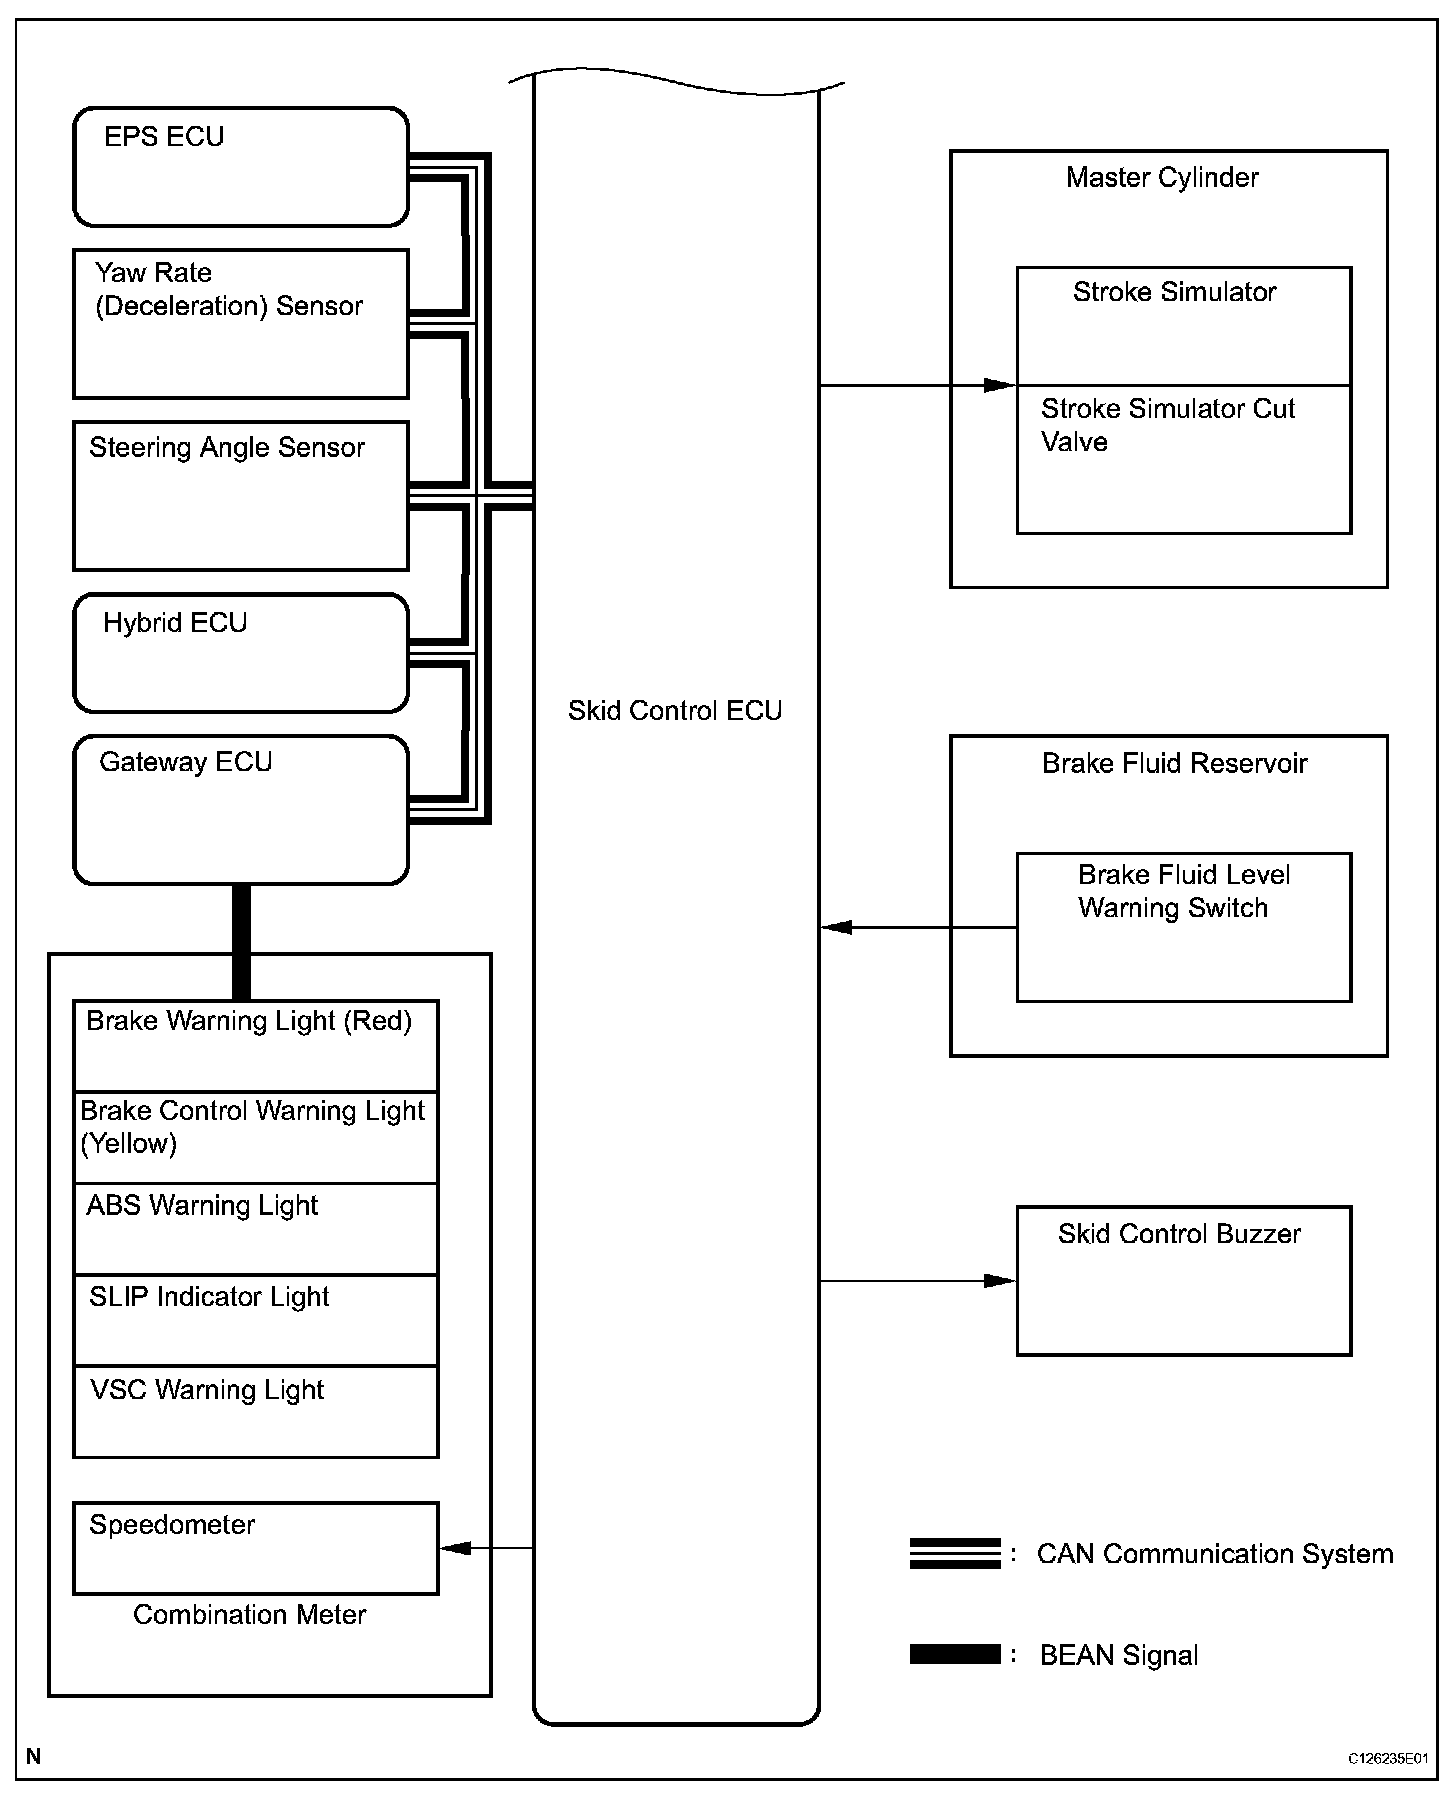 EPS ECU
Yaw Rate
(Deceleration) Sensor
Steering Angle Sensor
Hybrid ECU
Gateway ECU
Brake Warning Light (Red)
Brake Control Warning Light
(Yellow)
ABS Warning Light
SLIP Indicator Light
VSC Warning Light
Speedometer
Combination Meter
Skid Control ECU
Master Cylinder
Stroke Simulator
Stroke Simulator Cut
Valve
Brake Fluid Reservoir
Brake Fluid Level
Warning Switch
Skid Control Buzzer
: CAN Communication System
: BEAN Signal
N
C126235E01